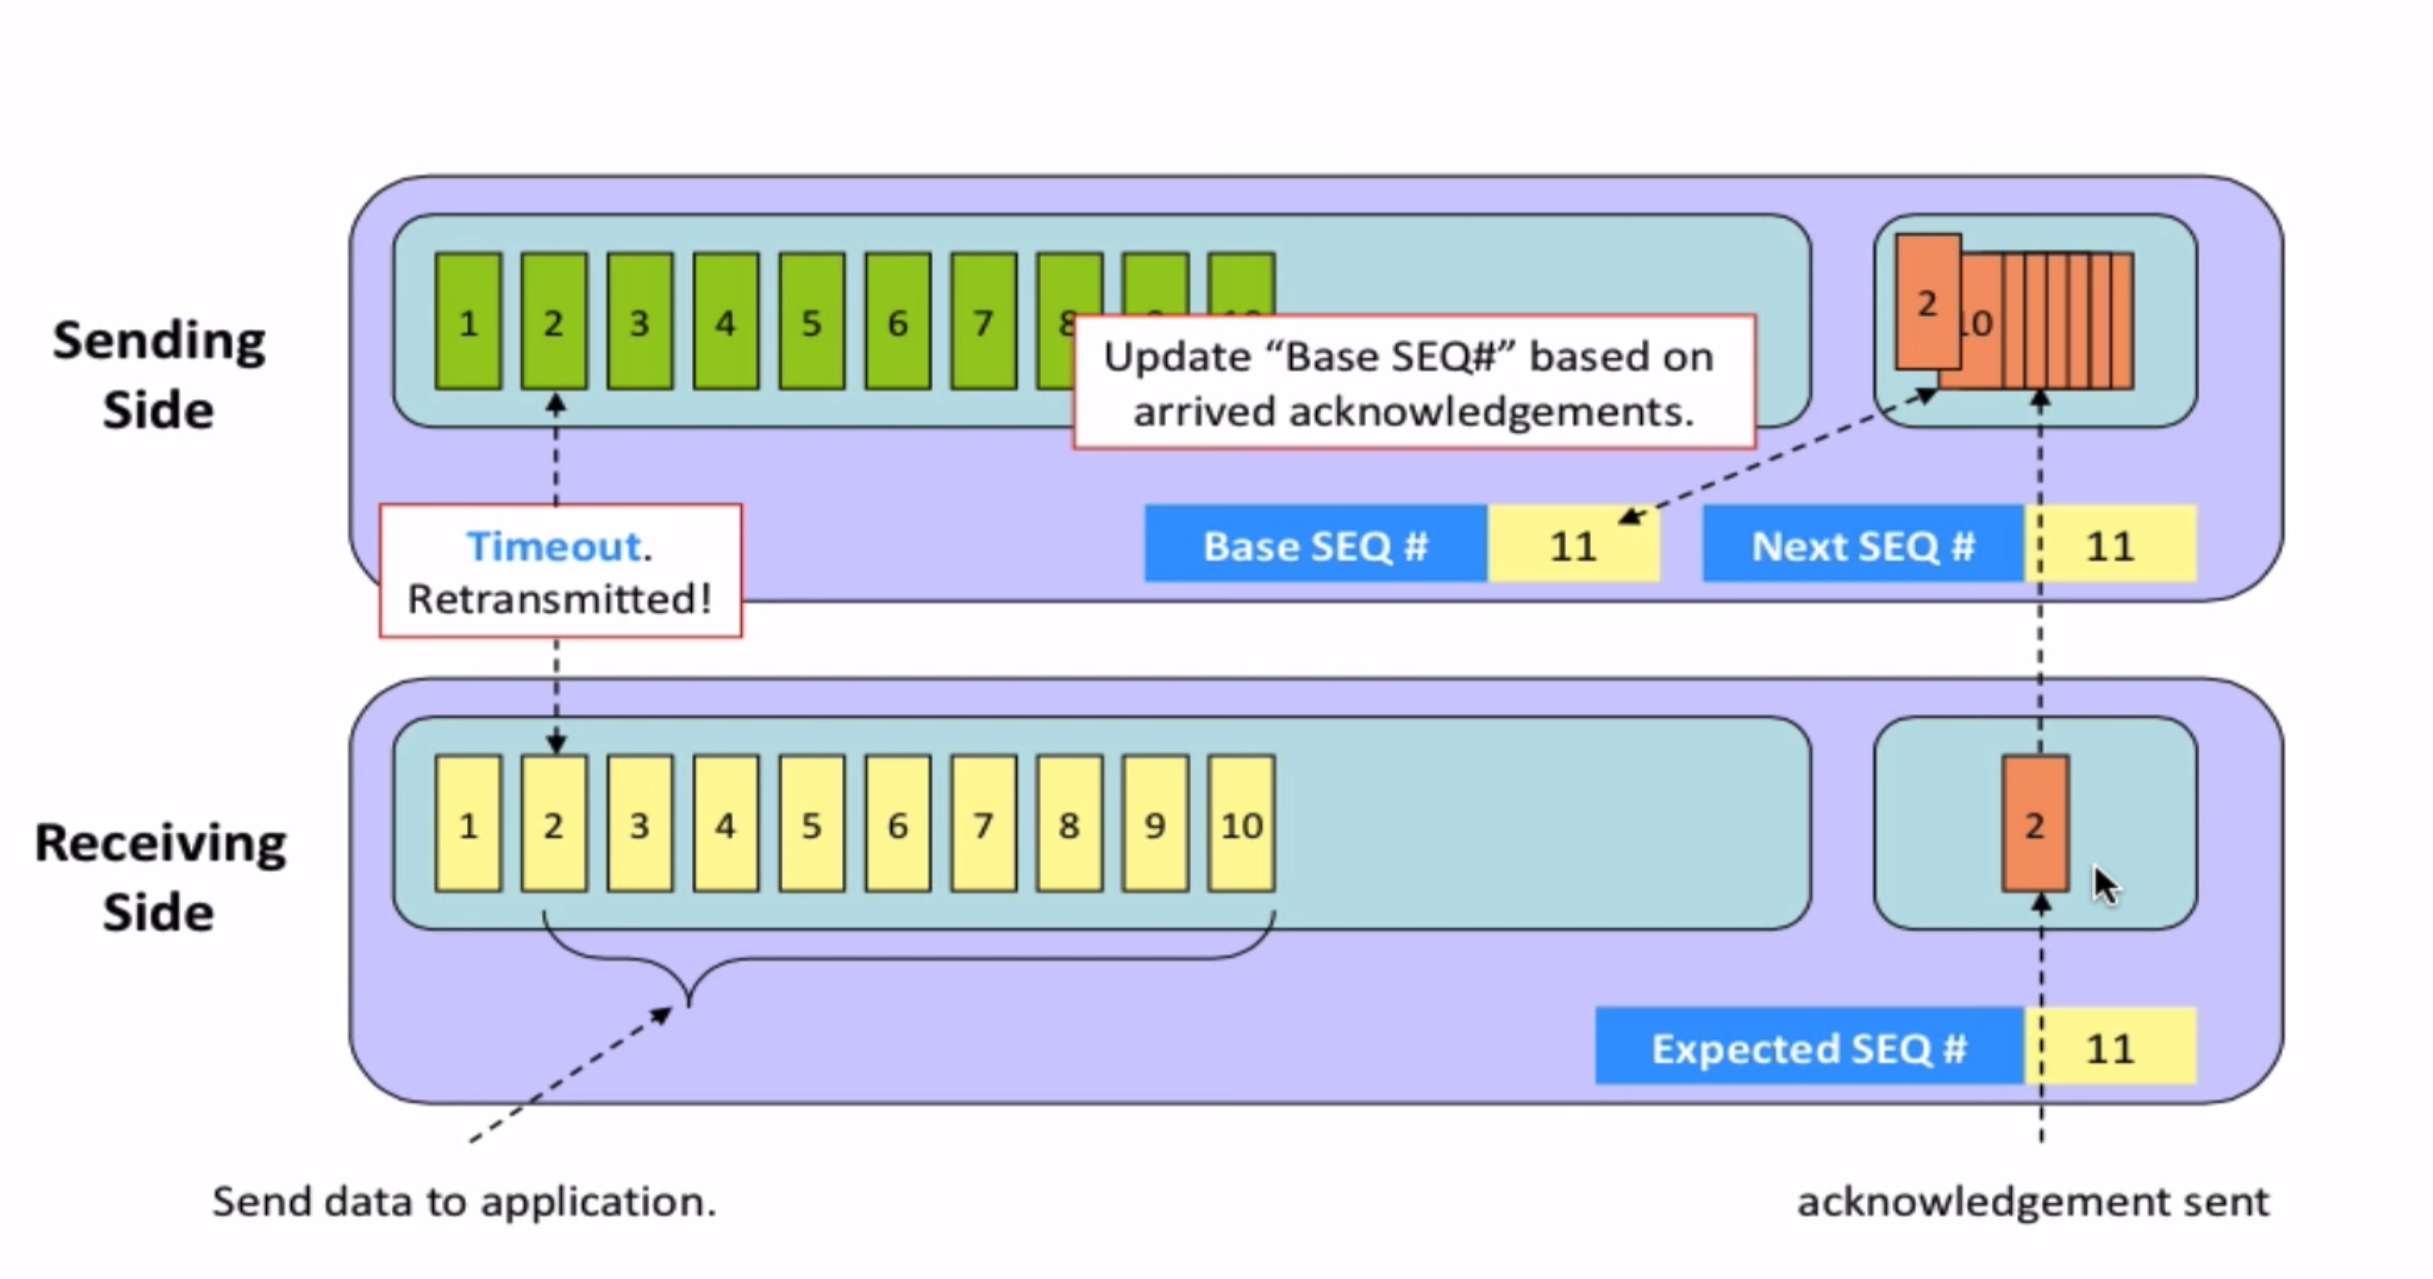 Sending
Side
1 2 3 4 5 6 7 8
2 10
Update “Base SEQ#” based on
arrived acknowledgements.
Timeout.
Retransmitted!
Base SEQ # 11 Next SEQ # 11
Receiving
Side
1 2 3 4 5 6 7 8 9 10
2
Expected SEQ # 11
Send data to application.
acknowledgement sent